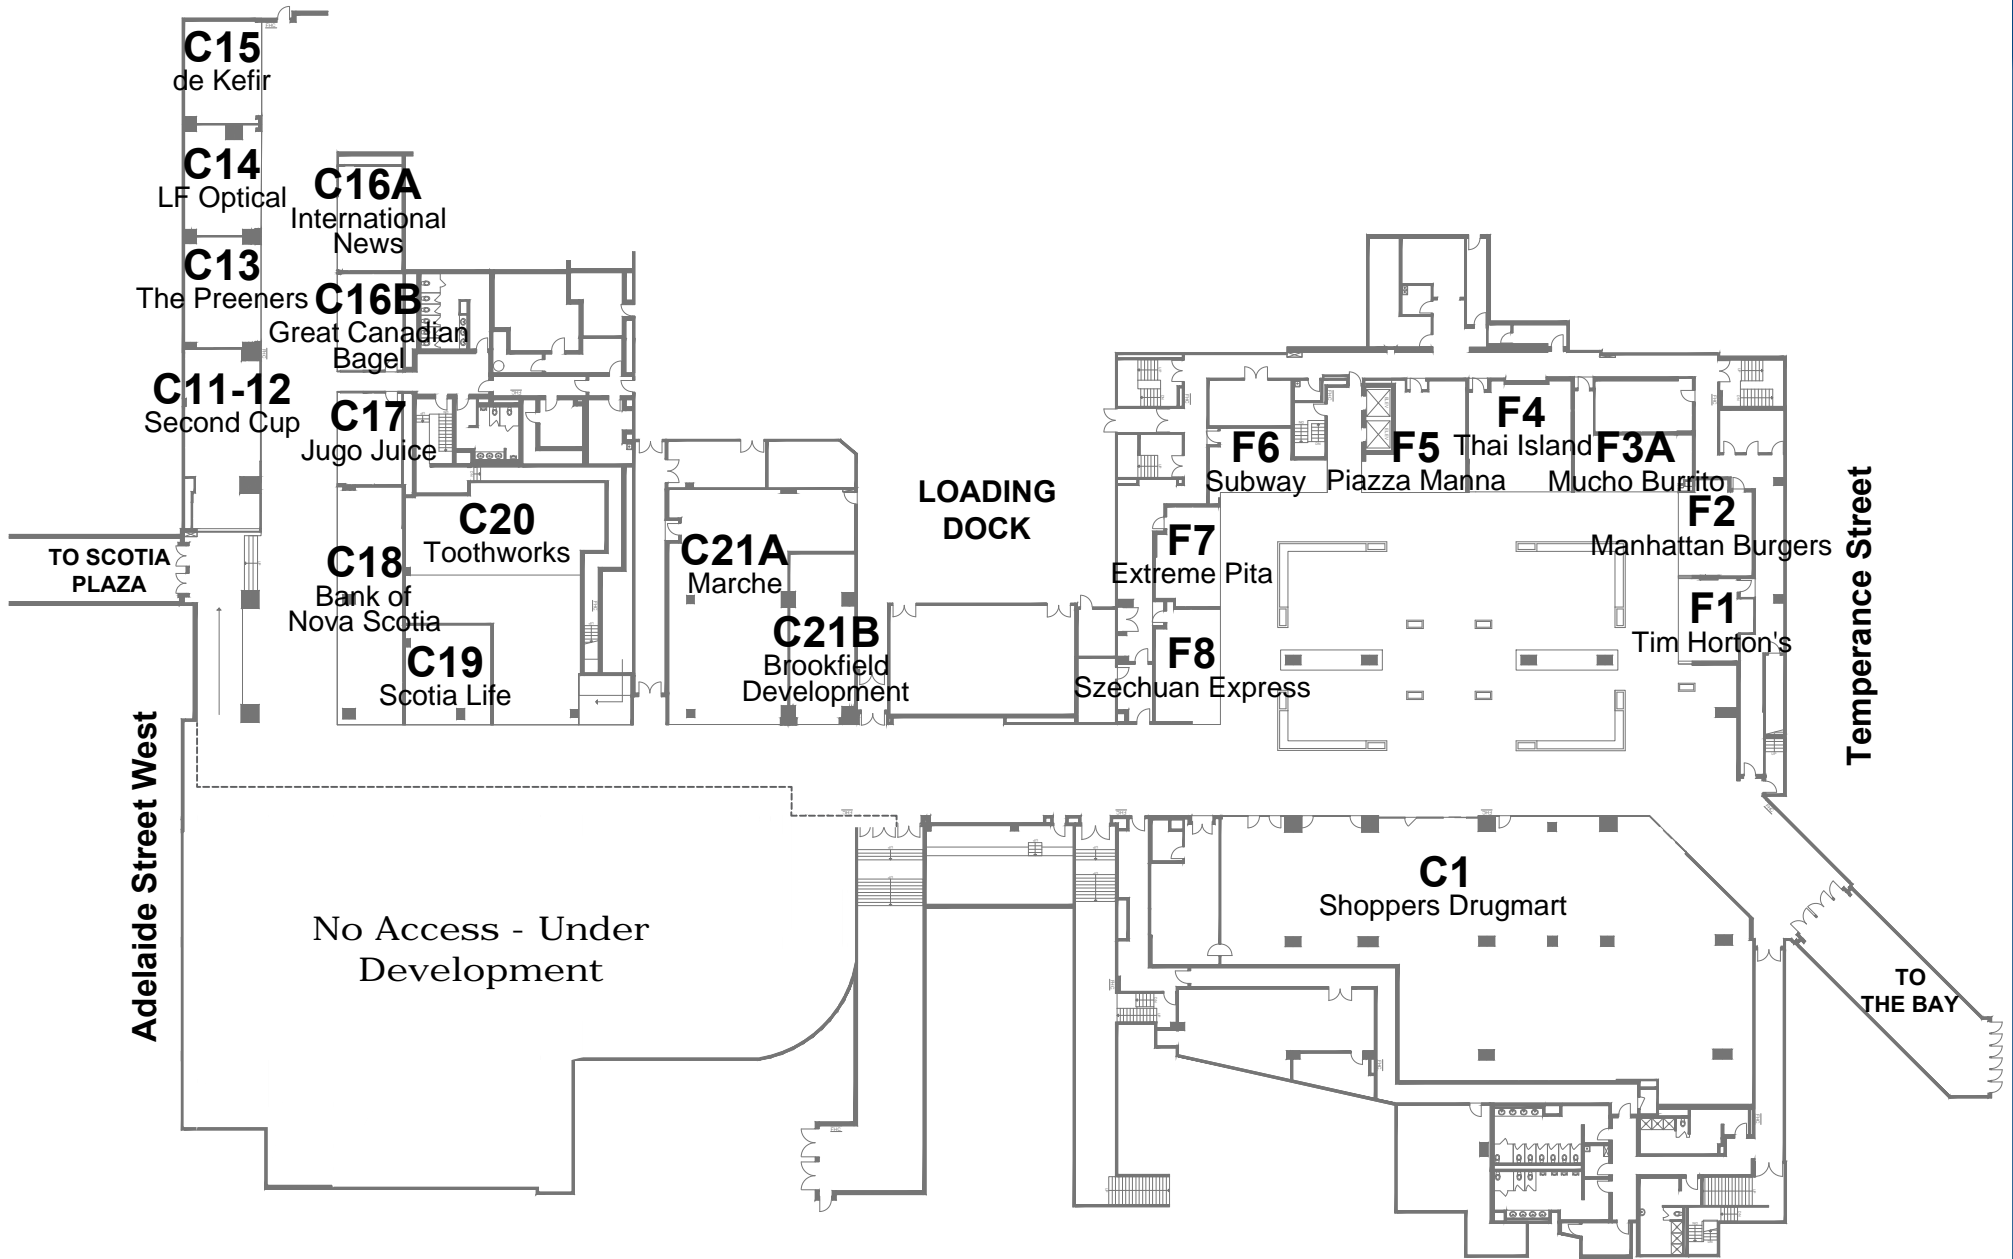 C15
de Kefir
C14
LF Optical
C13
The Preeners
C11-12
Second Cup
C16A
International
News
C16B
Great Canadian
Bagel
C17
Jugo Juice
C18
Bank of
Nova Scotia
C19
Scotia Life
C20
Toothworks
C21A
Marche
C21B
Brookfield
Development
LOADING
DOCK
TO SCOTIA
PLAZA
Adelaide Street West
No Access - Under
Development
F6
Subway
F5
Piazza Manna
F4
Thai Island
F3A
Mucho Burrito
F2
Manhattan Burgers
F1
Tim Horton's
F7
Extreme Pita
F8
Szechuan Express
Temperance Street
C1
Shoppers Drugmart
TO
THE BAY